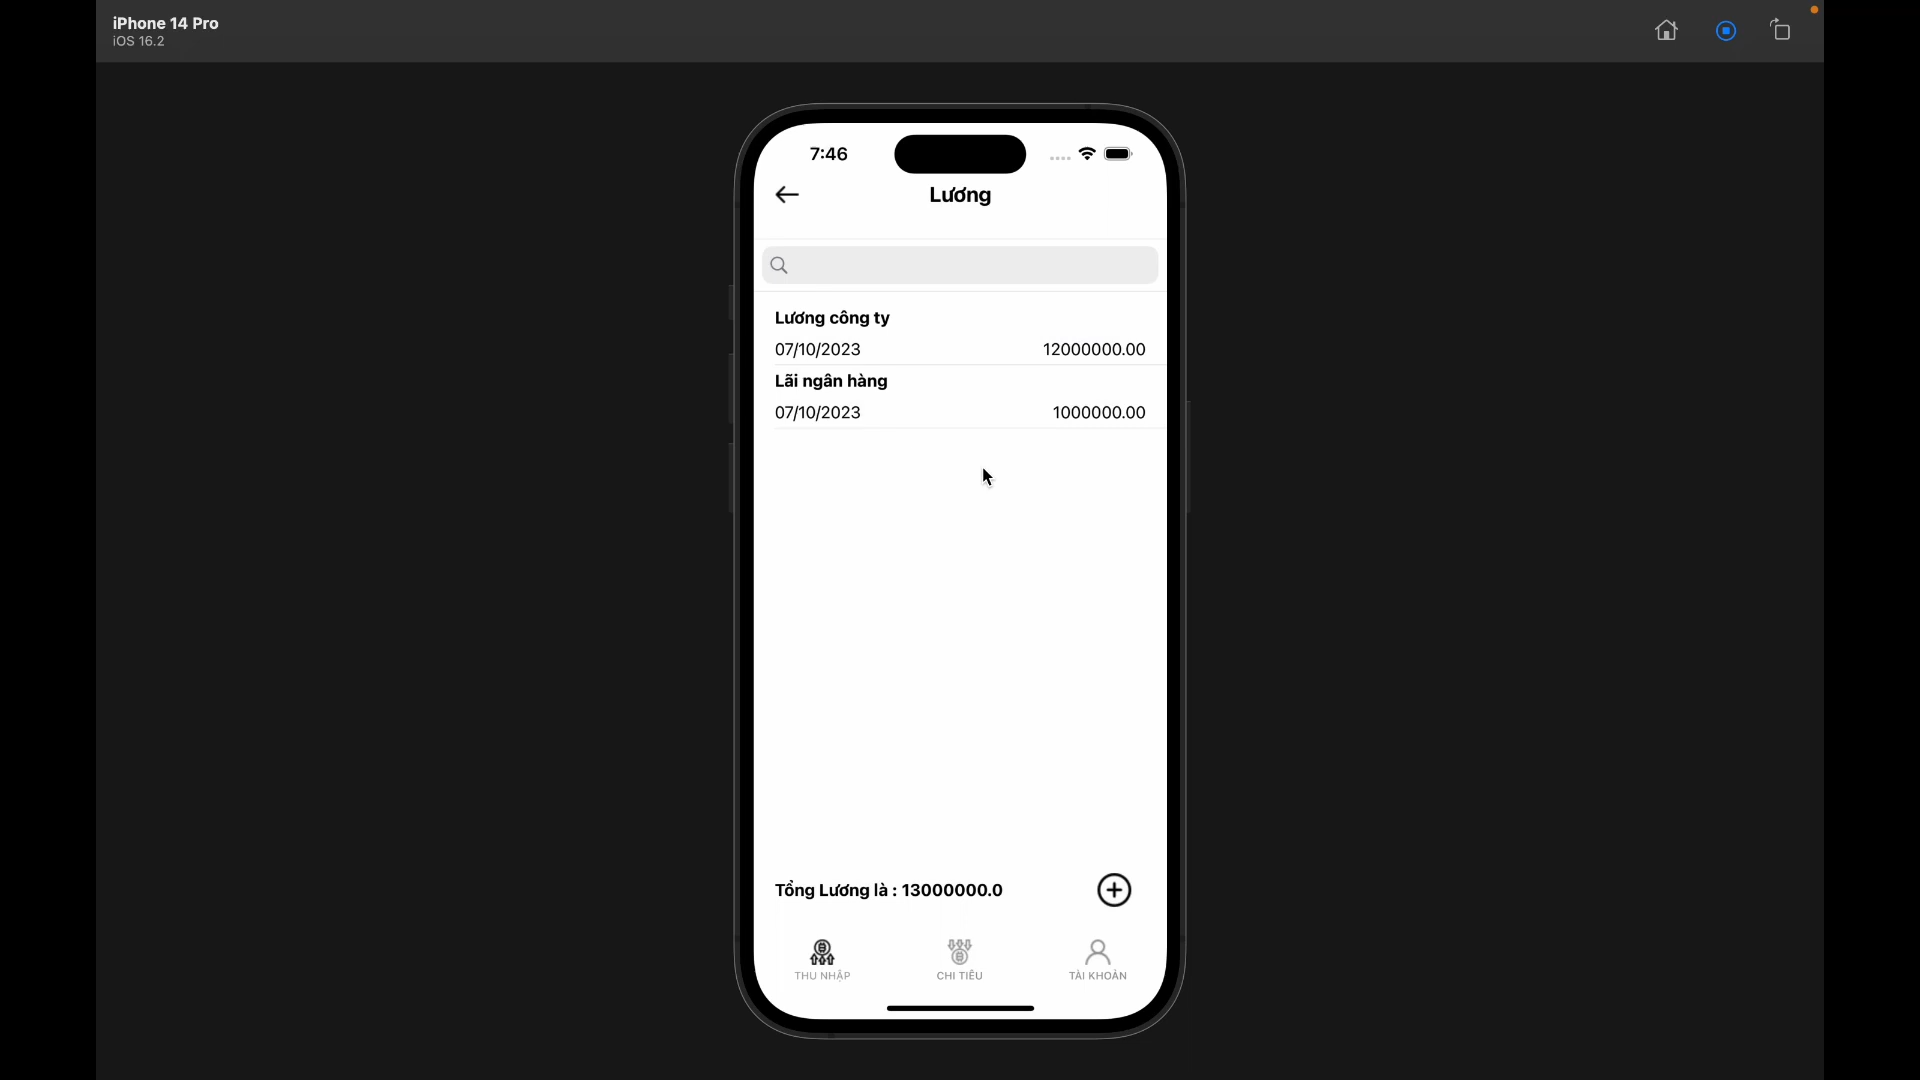 iPhone 14 Pro
iOS 16.2
7:46
Lương
Lương công ty
07/10/2023 12000000.00
Lãi ngân hàng
07/10/2023 1000000.00
Tổng Lương là : 13000000.0
THU NHẬP CHI TIÊU TÀI KHOẢN